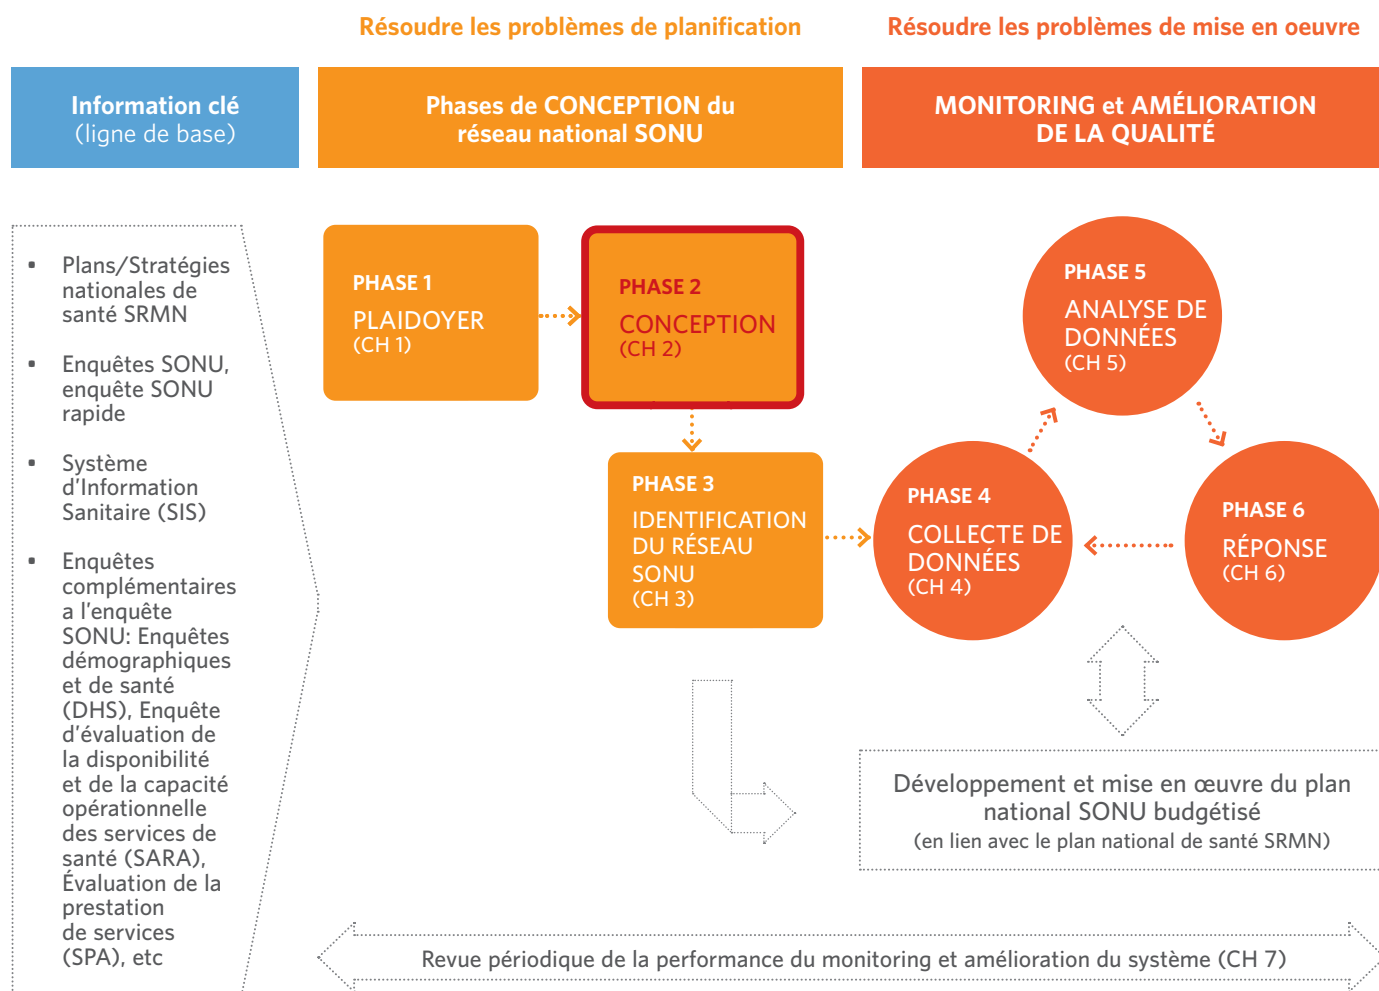 Résoudre les problèmes de planification
Résoudre les problèmes de mise en oeuvre
Information clé
(ligne de base)
Phases de CONCEPTION du
réseau national SONU
MONITORING et AMÉLIORATION
DE LA QUALITÉ
▪ Plans/Stratégies
nationales de
santé SRMN
▪ Enquêtes SONU,
enquête SONU
rapide
▪ Système
d'Information
Sanitaire (SIS)
▪ Enquêtes
complémentaires
a l'enquête
SONU: Enquêtes
démographiques
et de santé
(DHS), Enquête
d'évaluation de
la disponibilité
et de la capacité
opérationnelle
des services de
santé (SARA),
Évaluation de la
prestation
de services
(SPA), etc
PHASE 1
PLAIDOYER
(CH 1)
PHASE 2
CONCEPTION
(CH 2)
PHASE 3
IDENTIFICATION
DU RÉSEAU
SONU
(CH 3)
PHASE 4
COLLECTE DE
DONNÉES
(CH 4)
PHASE 5
ANALYSE DE
DONNÉES
(CH 5)
PHASE 6
RÉPONSE
(CH 6)
Développement et mise en œuvre du plan
national SONU budgétisé
(en lien avec le plan national de santé SRMN)
Revue périodique de la performance du monitoring et amélioration du système (CH 7)